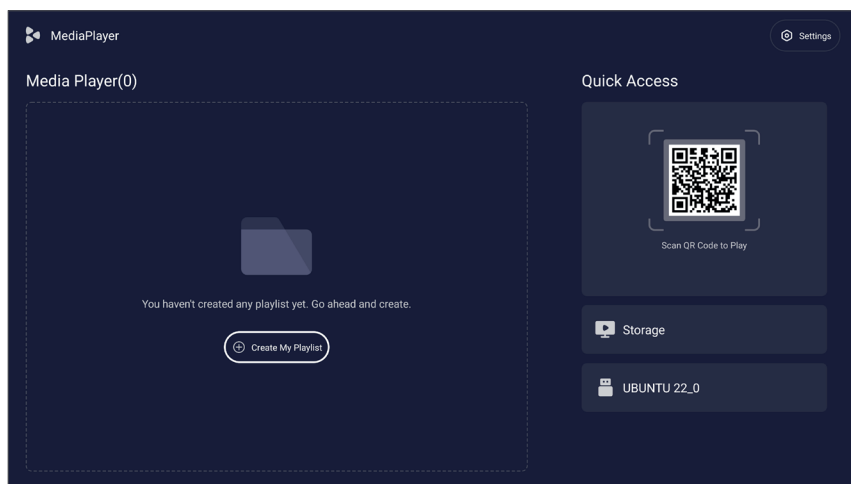 MediaPlayer
Settings
Media Player(0)
Quick Access
Scan QR Code to Play
You haven't created any playlist yet. Go ahead and create.
Create My Playlist
Storage
UBUNTU 22_0